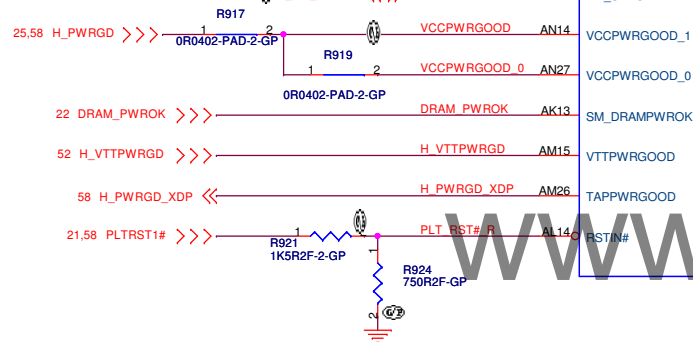 R917
25,58 H_PWRGD 1 2 VCCPWRGOOD AN14 VCCPWRGOOD_1
0R0402-PAD-2-GP
R919
1 2 VCCPWRGOOD_0 AN27 VCCPWRGOOD_0
0R0402-PAD-2-GP
22 DRAM_PWROK DRAM_PWROK AK13 SM_DRAMPWROK
52 H_VTTPWRGD H_VTTPWRGD AM15 VTTPWRGOOD
58 H_PWRGD_XDP H_PWRGD_XDP AM26 TAPPWRGOOD
21,58 PLTRST1# 1 PLT_RST#_R AL14 RSTIN#
R921
1K5R2F-2-GP
1
R924
750R2F-GP
2
G/P
WWW